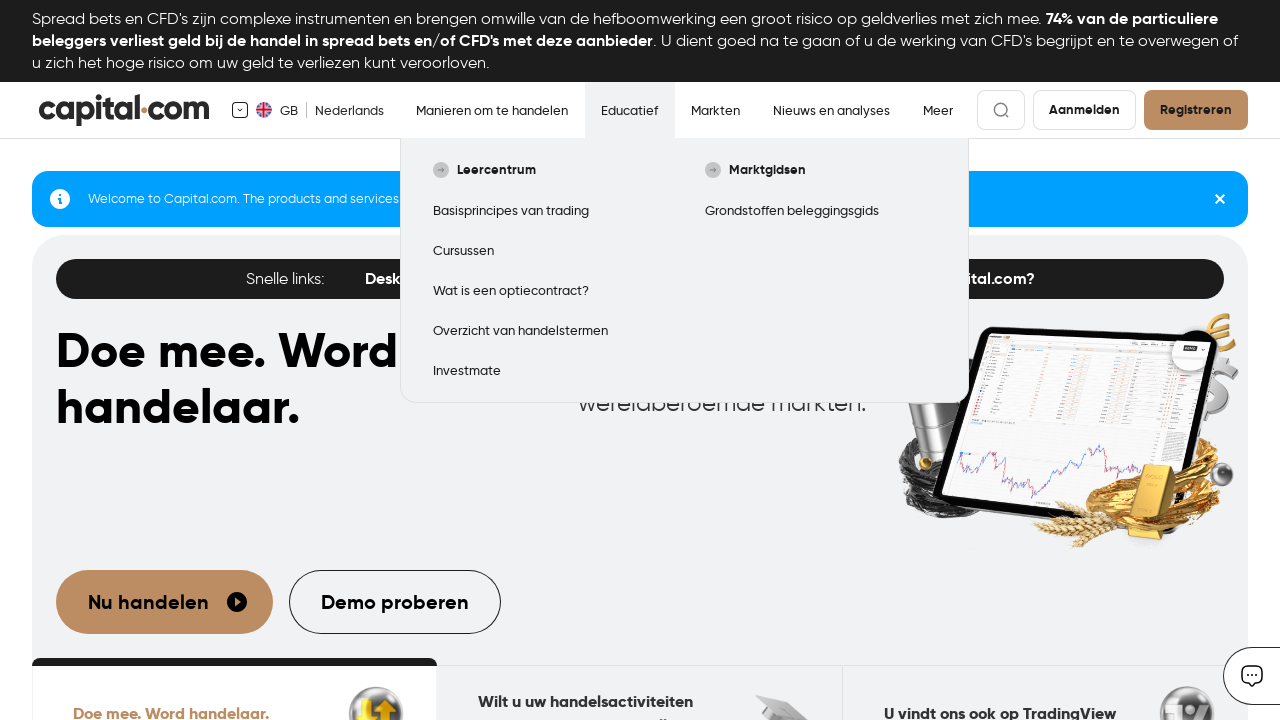 Spread bets en CFD's zijn complexe instrumenten en brengen omwille van de hefboomwerking een groot risico op geldverlies met zich mee. 74% van de particuliere
beleggers verliest geld bij de handel in spread bets en/of CFD's met deze aanbieder. U dient goed na te gaan of u de werking van CFD's begrijpt en te overwegen of
u zich het hoge risico om uw geld te verliezen kunt veroorloven.
capital.com GB Nederlands Manieren om te handelen Educatief Markten Nieuws en analyses Meer Aanmelden Registreren
Leercentrum Marktgidsen
Welcome to Capital.com. The products and services
Basisprincipes van trading Grondstoffen beleggingsgids
Cursussen
Snelle links: Desk ital.com?
Wat is een optiecontract?
Overzicht van handelstermen
Doe mee. Word
Investmate
handelaar.
wereldberoemde markten.
Nu handelen Demo proberen
Wilt u uw handelsactiviteiten
Doe mee. Word handelaar. U vindt ons ook op TradingView